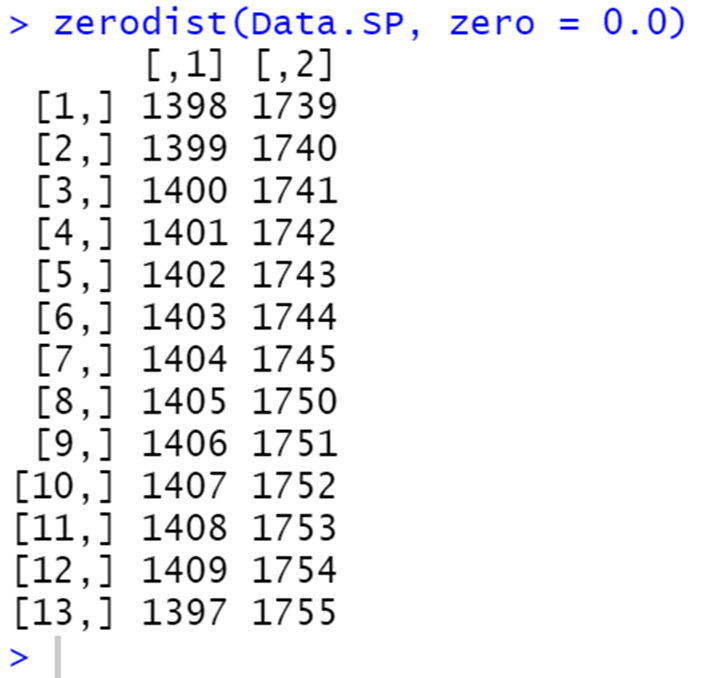 > zerodist(Data.SP, zero = 0.0)
[,1] [,2]
[1,] 1398 1739
[2,] 1399 1740
[3,] 1400 1741
[4,] 1401 1742
[5,] 1402 1743
[6,] 1403 1744
[7,] 1404 1745
[8,] 1405 1750
[9,] 1406 1751
[10,] 1407 1752
[11,] 1408 1753
[12,] 1409 1754
[13,] 1397 1755
>